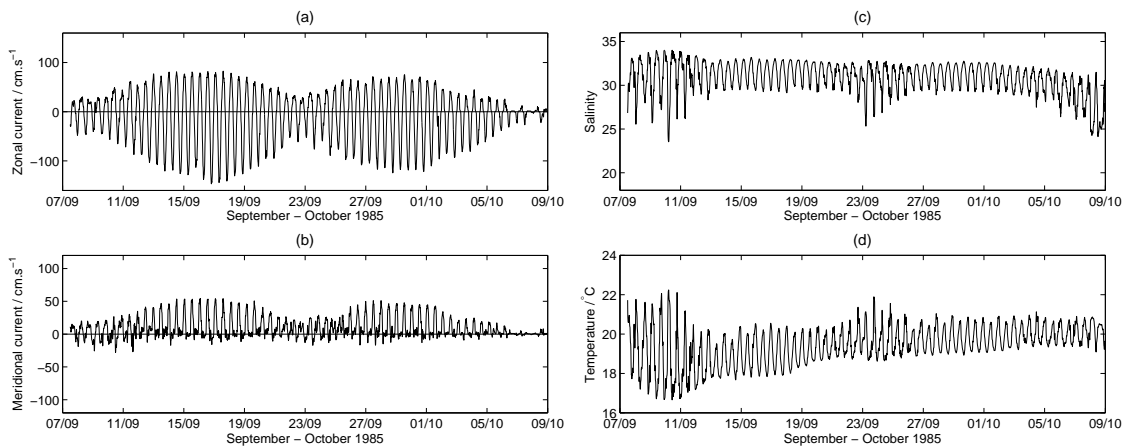 (a)
Zonal current / cm.s⁻¹
100
0
−100
07/09 11/09 15/09 19/09 23/09 27/09 01/10 05/10 09/10
September − October 1985
(b)
Meridional current / cm.s⁻¹
100
50
0
−50
−100
07/09 11/09 15/09 19/09 23/09 27/09 01/10 05/10 09/10
September − October 1985
(c)
Salinity
35
30
25
20
07/09 11/09 15/09 19/09 23/09 27/09 01/10 05/10 09/10
September − October 1985
(d)
Temperature /°C
24
22
20
18
16
07/09 11/09 15/09 19/09 23/09 27/09 01/10 05/10 09/10
September − October 1985